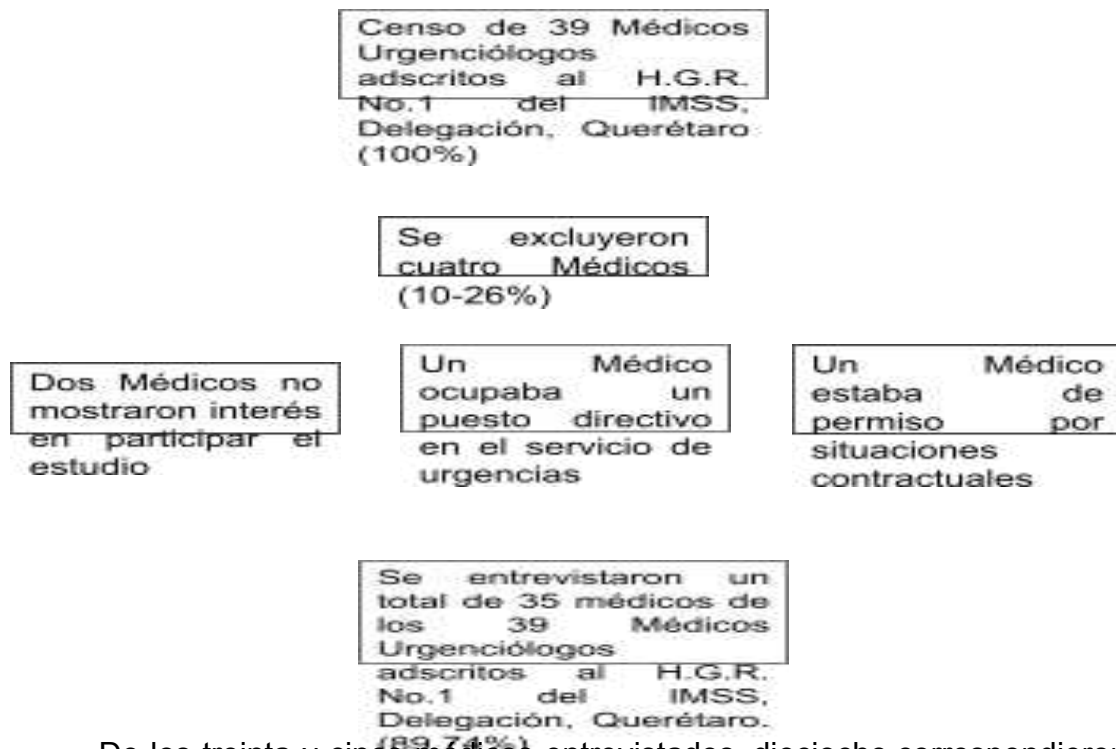 Censo de 39 Médicos
Urgenciólogos
adscritos al H.G.R.
No.1 del IMSS,
Delegación, Querétaro
(100%)
Se excluyeron
cuatro Médicos
(10-26%)
Dos Médicos no
mostraron interés
en participar el
estudio
Un Médico
ocupaba un
puesto directivo
en el servicio de
urgencias
Un Médico
estaba de
permiso por
situaciones
contractuales
Se entrevistaron un
total de 35 médicos de
los 39 Médicos
Urgenciólogos
adscritos al H.G.R.
No.1 del IMSS,
Delegación, Querétaro.
(89.74%)
De los treinta y cinco médicos entrevistados, dieciocho correspondieron